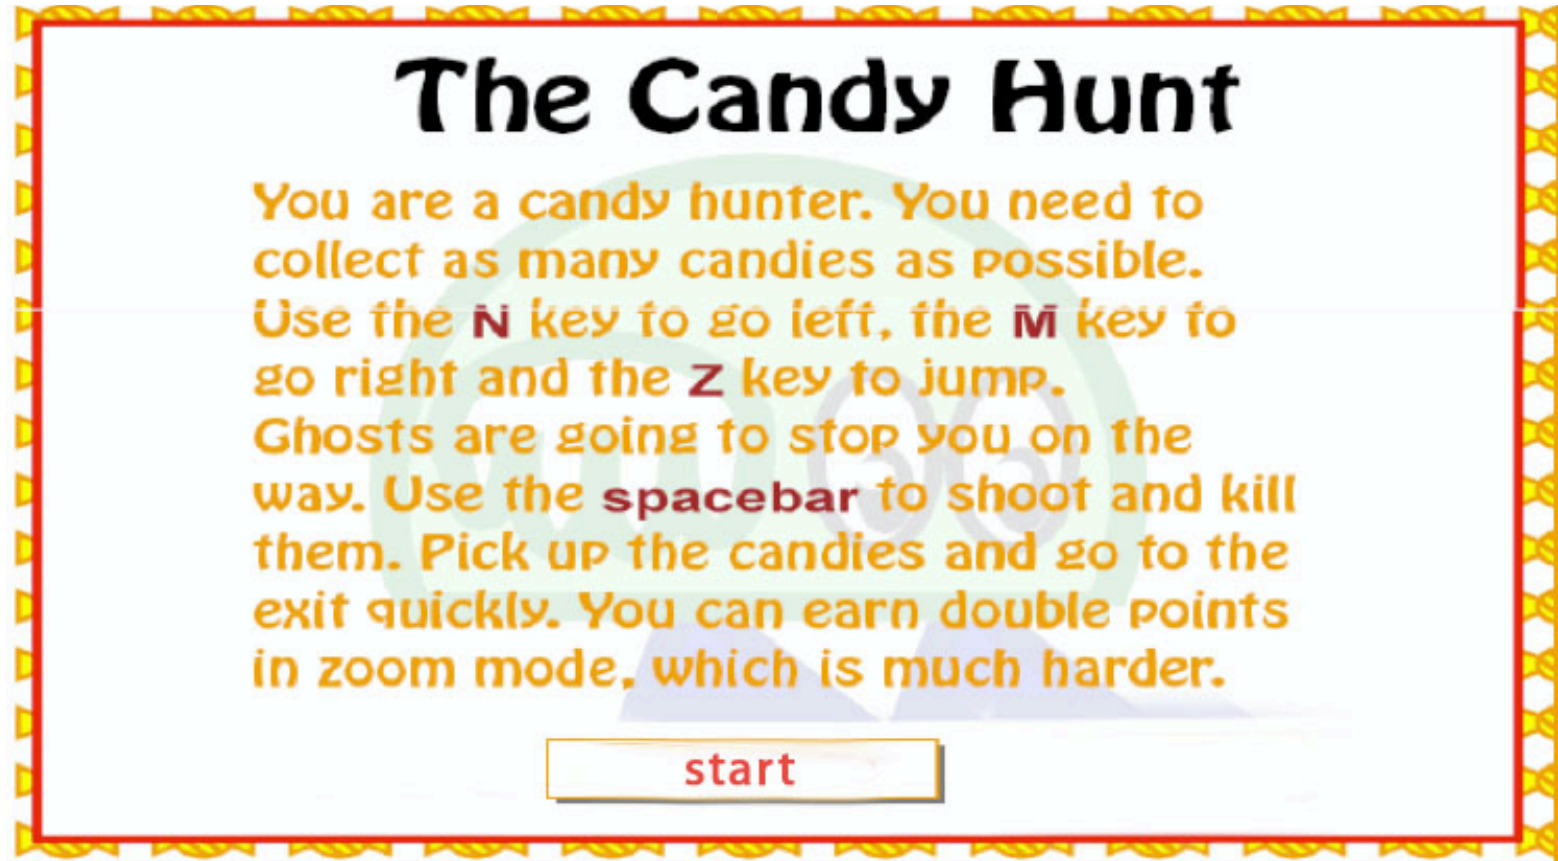 The Candy Hunt
You are a candy hunter. You need to
collect as many candies as possible.
Use the N key to go left, the M key to
go right and the Z key to jump.
Ghosts are going to stop you on the
way. Use the spacebar to shoot and kill
them. Pick up the candies and go to the
exit quickly. You can earn double points
in zoom mode, which is much harder.
start